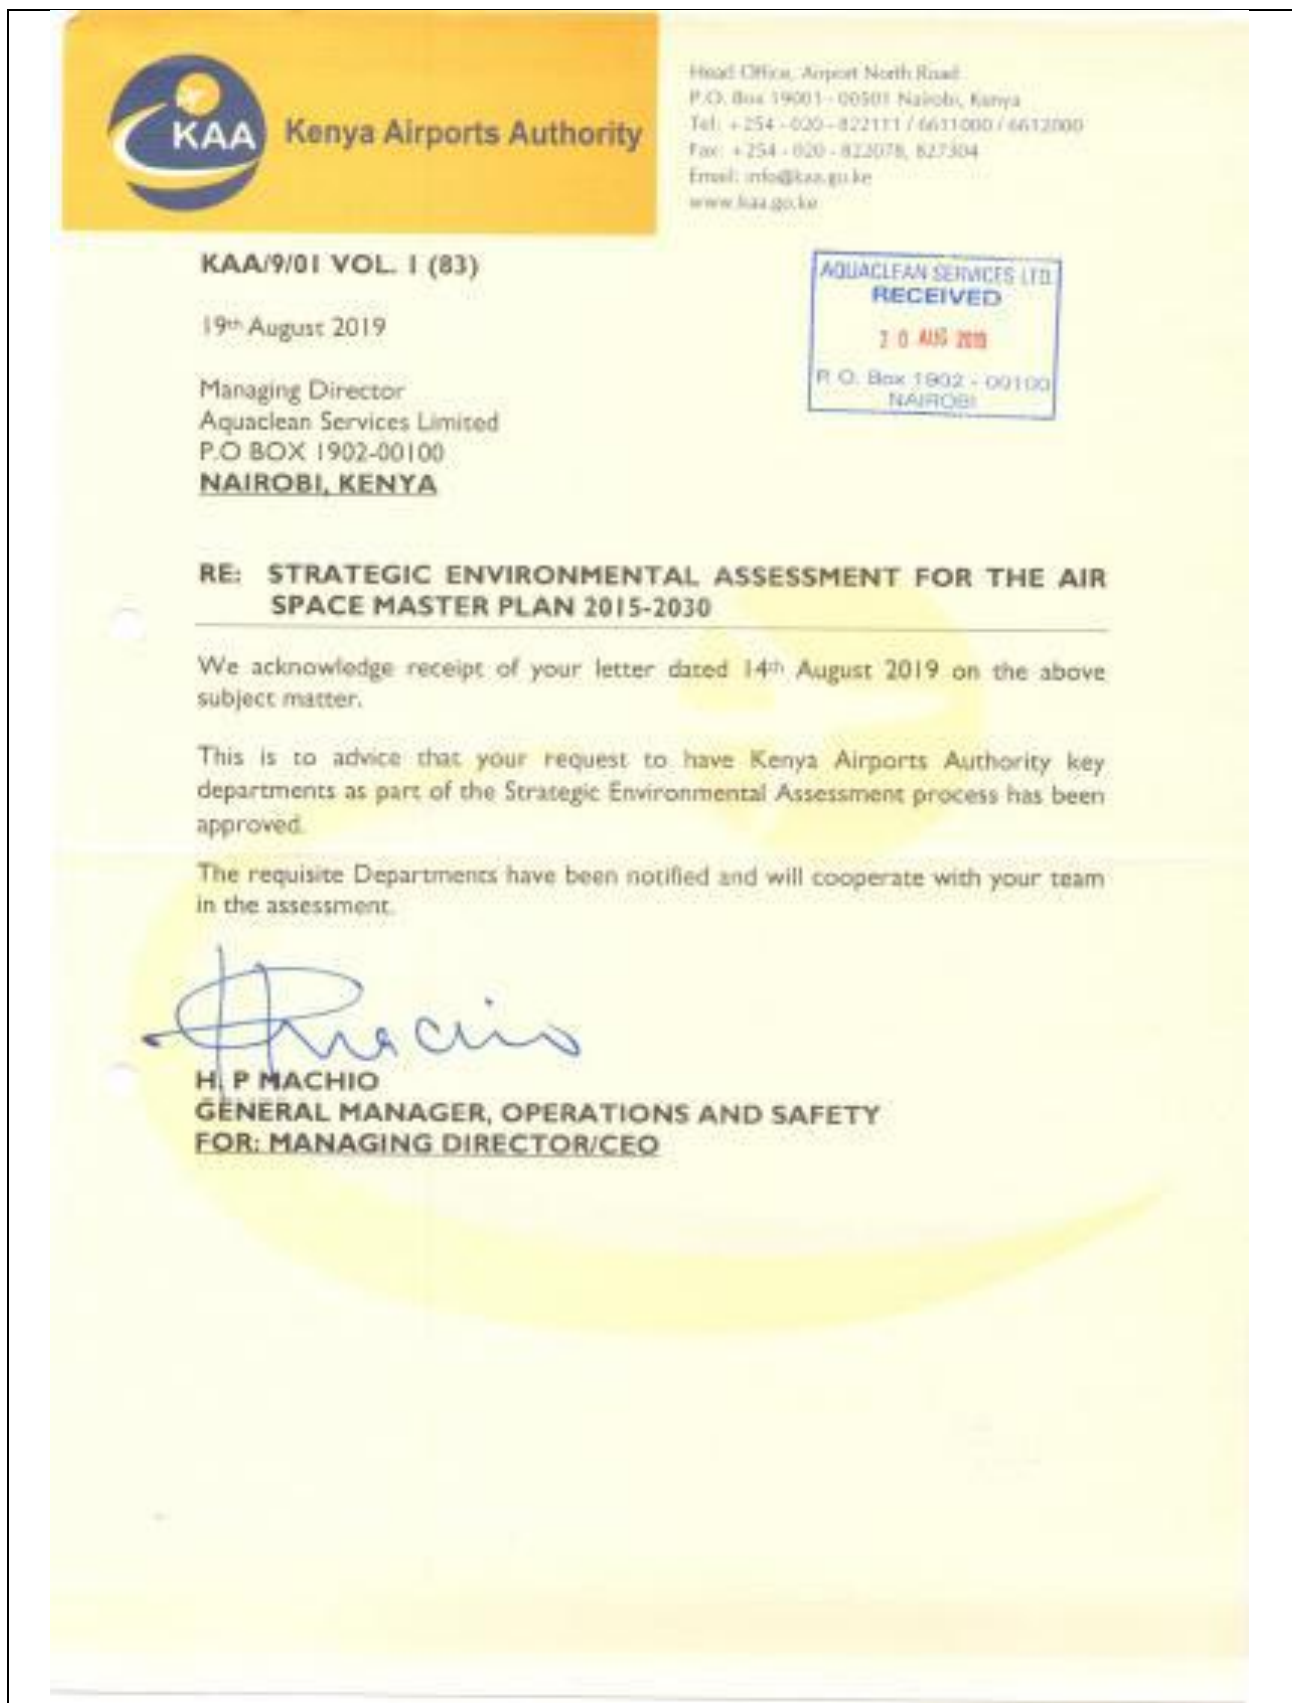 KAA
Kenya Airports Authority
Head Office, Airport North Road
P.O. Box 19001 - 00501 Nairobi, Kenya
Tel: +254 - 020 - 822111 / 6611000 / 6612000
Fax: +254 - 020 - 822078, 827304
Email: info@kaa.go.ke
www.kaa.go.ke
KAA/9/01 VOL. 1 (83)
AQUACLEAN SERVICES LTD.
RECEIVED
20 AUG 2019
P. O. Box 1902 - 00100
NAIROBI
19th August 2019
Managing Director
Aquaclean Services Limited
P.O BOX 1902-00100
NAIROBI, KENYA
RE: STRATEGIC ENVIRONMENTAL ASSESSMENT FOR THE AIR
SPACE MASTER PLAN 2015-2030
We acknowledge receipt of your letter dated 14th August 2019 on the above
subject matter.
This is to advice that your request to have Kenya Airports Authority key
departments as part of the Strategic Environmental Assessment process has been
approved.
The requisite Departments have been notified and will cooperate with your team
in the assessment.
H. P MACHIO
GENERAL MANAGER, OPERATIONS AND SAFETY
FOR: MANAGING DIRECTOR/CEO